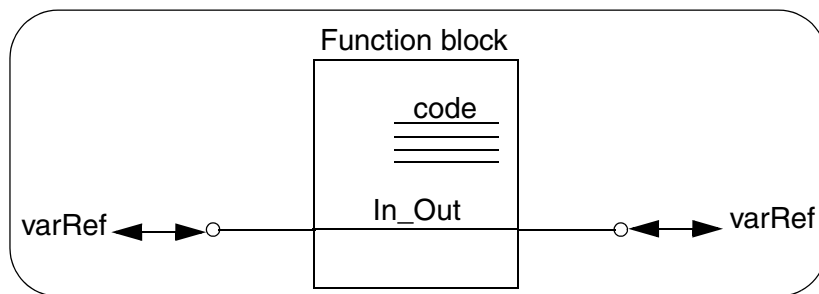 Function block
code
In_Out
varRef
varRef